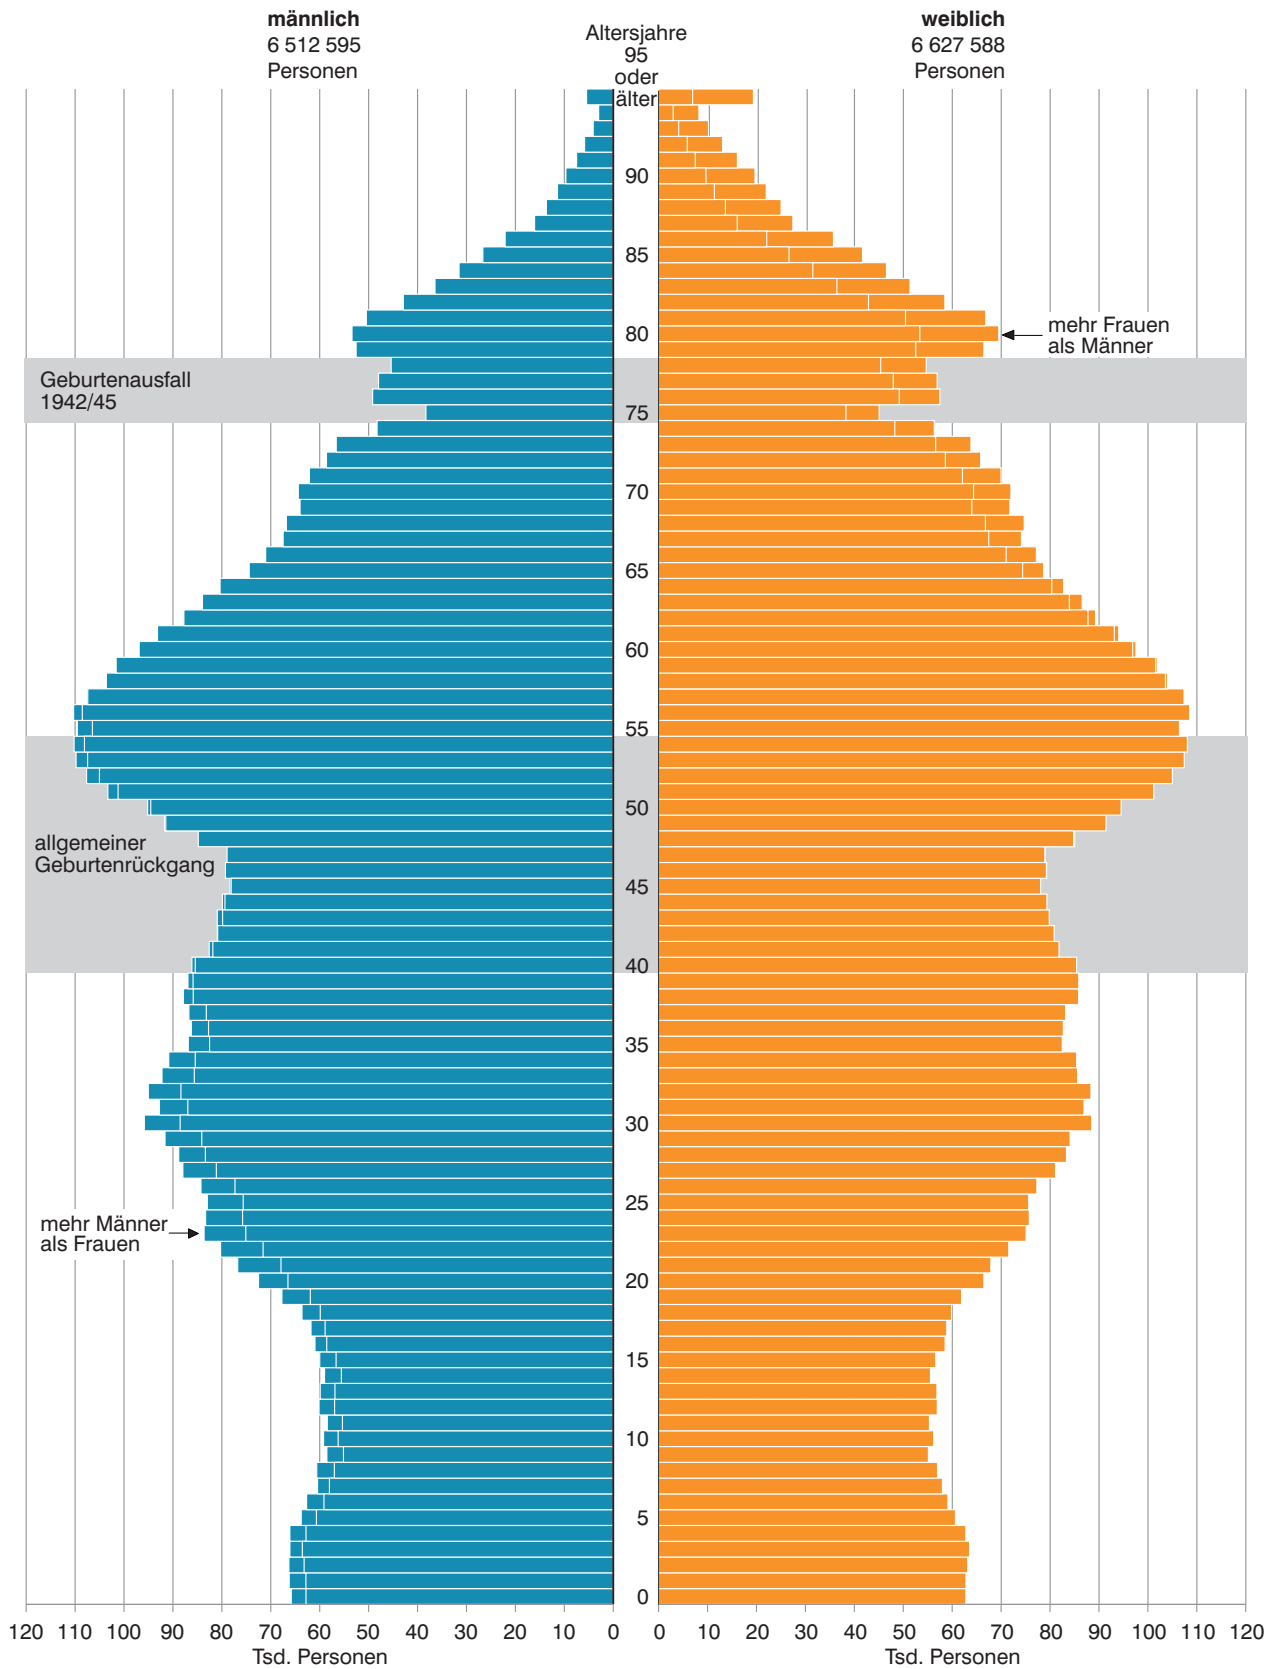 männlich
6 512 595
Personen
Altersjahre
95
oder
älter
weiblich
6 627 588
Personen
90
85
80
mehr Frauen
als Männer
Geburtenausfall
1942/45
75
70
65
60
55
50
allgemeiner
Geburtenrückgang
45
40
35
30
25
mehr Männer
als Frauen
20
15
10
5
0
120 110 100 90 80 70 60 50 40 30 20 10 0
0 10 20 30 40 50 60 70 80 90 100 110 120
Tsd. Personen
Tsd. Personen